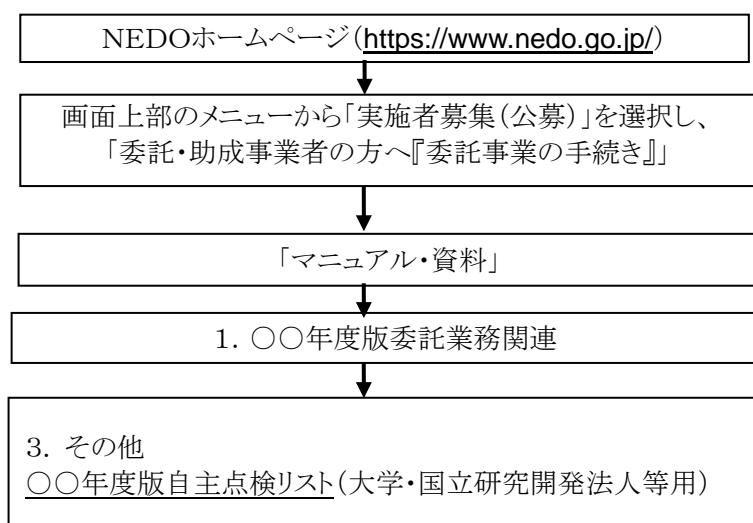 NEDOホームページ(https://www.nedo.go.jp/)
画面上部のメニューから「実施者募集(公募)」を選択し、
「委託・助成事業者の方へ『委託事業の手続き』」
「マニュアル・資料」
1. ○○年度版委託業務関連
3. その他
○○年度版自主点検リスト(大学・国立研究開発法人等用)